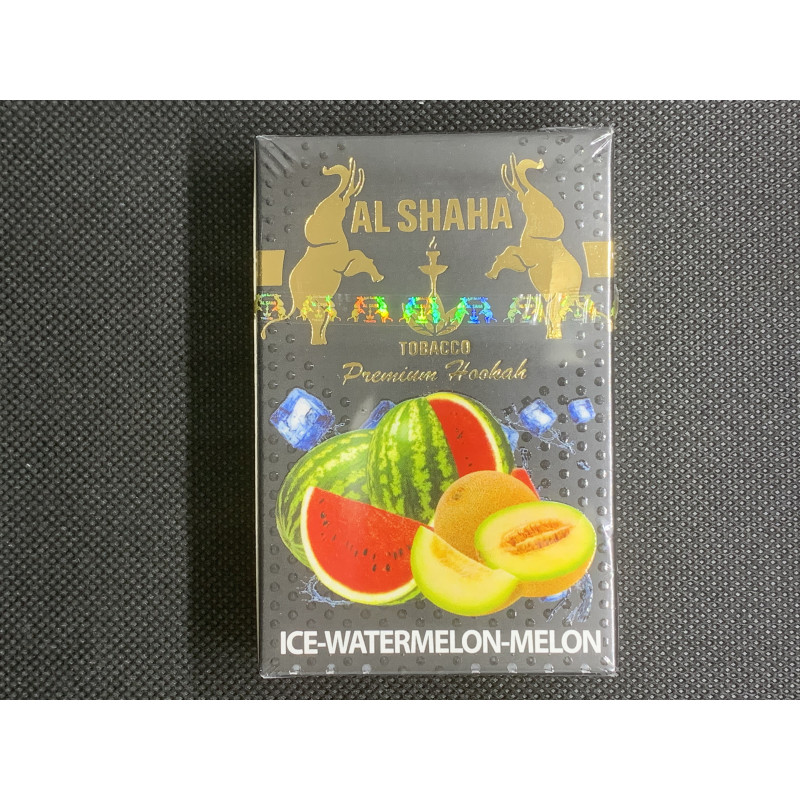 AL SHAHA
TOBACCO
Premium Hookah
ICE-WATERMELON-MELON